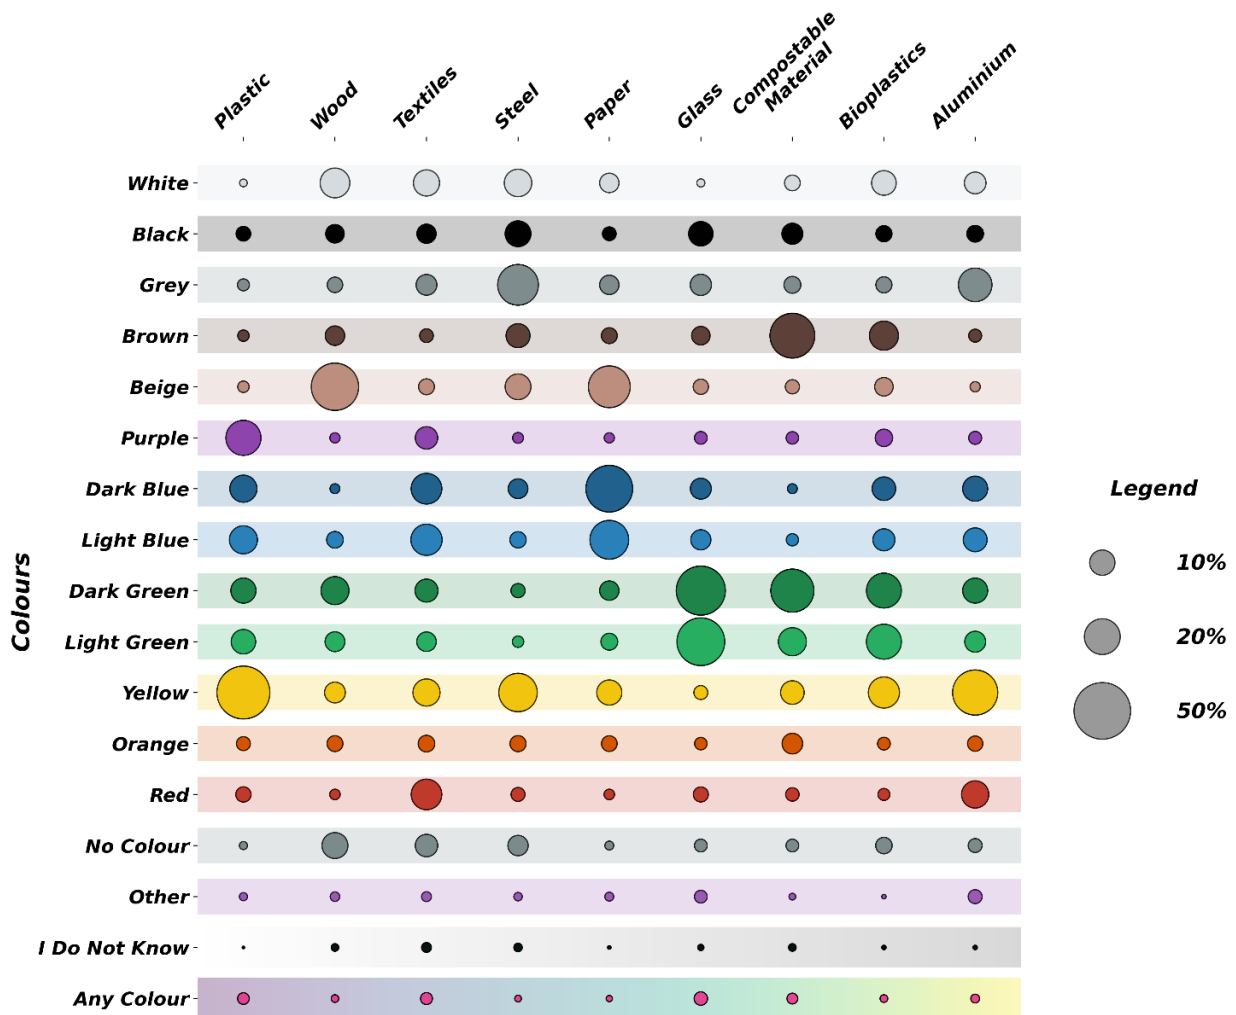 Plastic
Wood
Textiles
Steel
Paper
Glass
Compostable
Material
Bioplastics
Aluminium
White
Black
Grey
Brown
Beige
Purple
Dark Blue
Light Blue
Dark Green
Light Green
Yellow
Orange
Red
No Colour
Other
I Do Not Know
Any Colour
Colours
Legend
10%
20%
50%